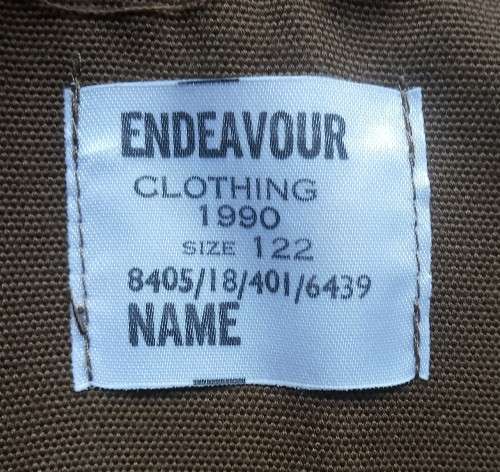 ENDEAVOUR
CLOTHING
1990
SIZE 122
8405/18/401/6439
NAME